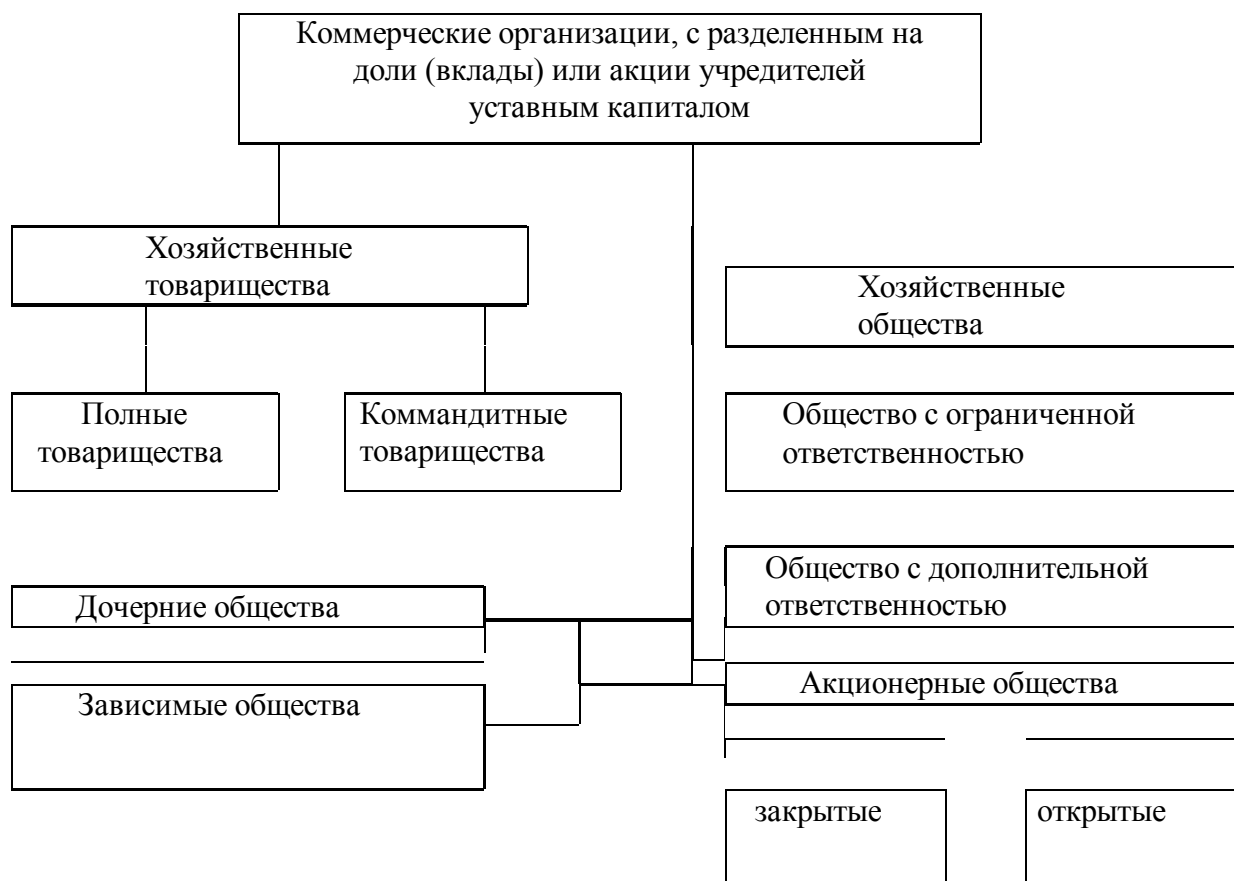 Коммерческие организации, с разделенным на
доли (вклады) или акции учредителей
уставным капиталом
Хозяйственные
товарищества
Хозяйственные
общества
Полные
товарищества
Коммандитные
товарищества
Общество с ограниченной
ответственностью
Общество с дополнительной
ответственностью
Дочерние общества
Акционерные общества
Зависимые общества
закрытые
открытые